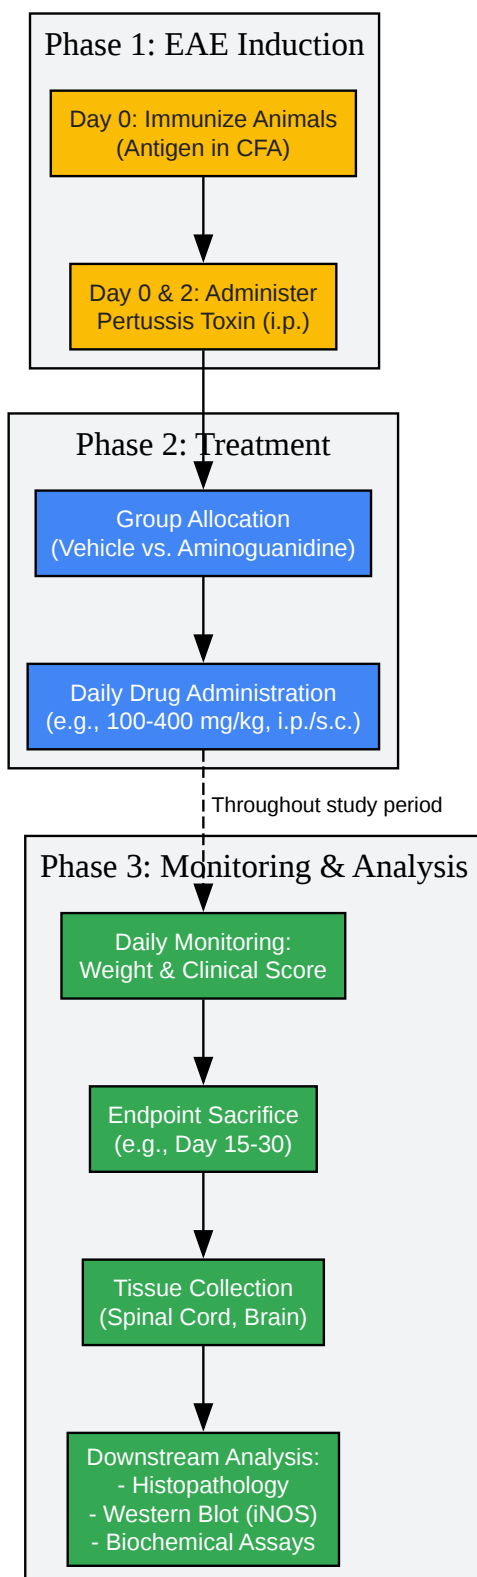 Phase 1: EAE Induction
Day 0: Immunize Animals
(Antigen in CFA)
Day 0 & 2: Administer
Pertussis Toxin (i.p.)
Phase 2: Treatment
Group Allocation
(Vehicle vs. Aminoguanidine)
Daily Drug Administration
(e.g., 100-400 mg/kg, i.p./s.c.)
Throughout study period
Phase 3: Monitoring & Analysis
Daily Monitoring:
Weight & Clinical Score
Endpoint Sacrifice
(e.g., Day 15-30)
Tissue Collection
(Spinal Cord, Brain)
Downstream Analysis:
- Histopathology
- Western Blot (iNOS)
- Biochemical Assays